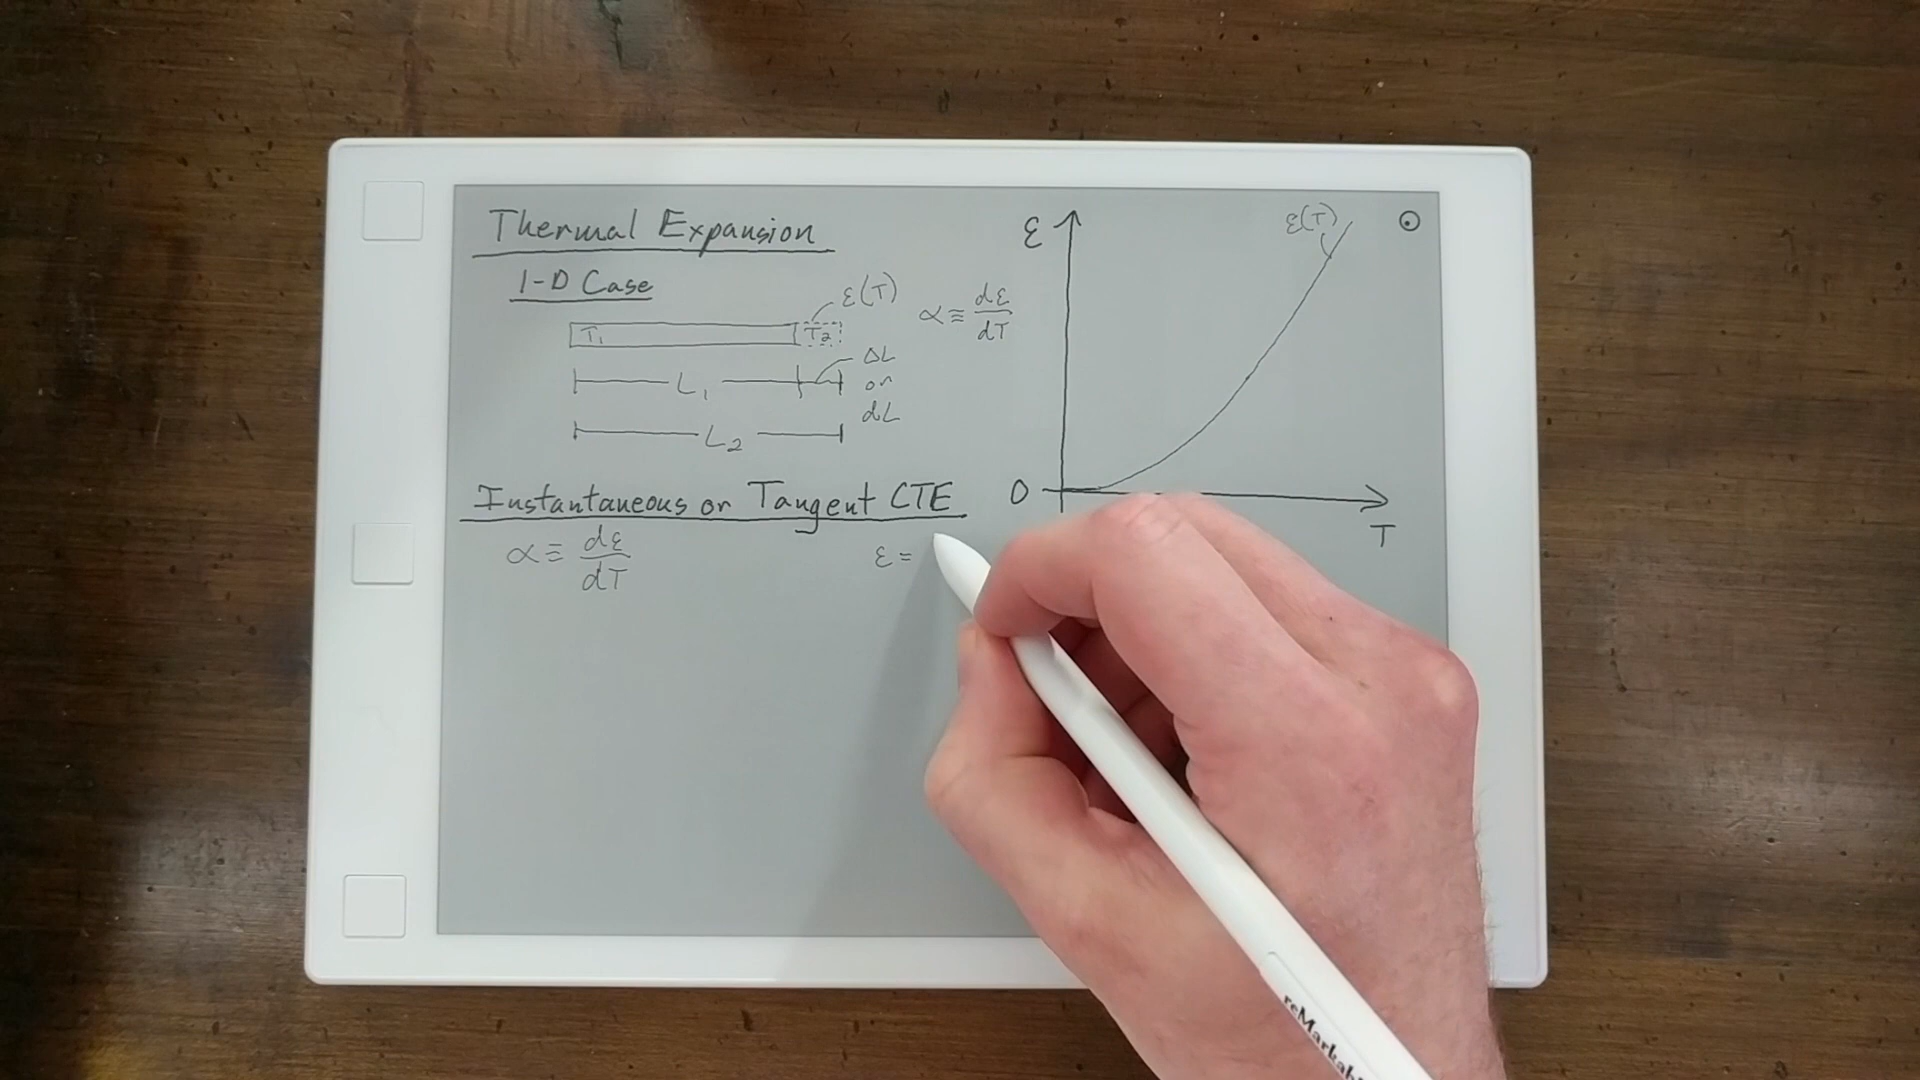 Thermal Expansion
1-D Case
T₁
T₂
ε(T)
α ≡ dε/dT
L₁
ΔL
or
dL
L₂
ε
ε(T)
0
T
Instantaneous or Tangent CTE
α ≡ dε/dT
ε =